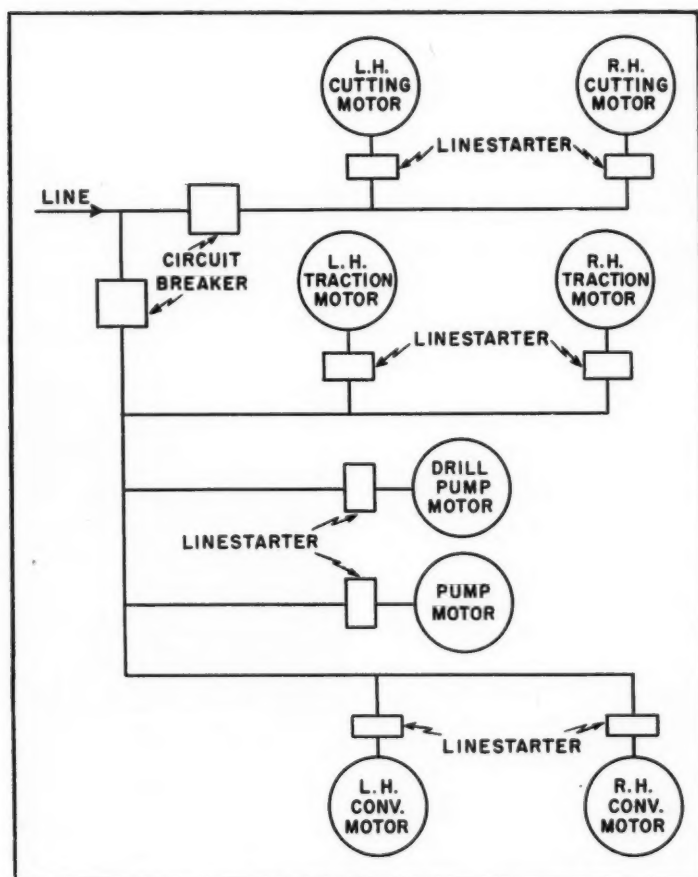 L.H.
CUTTING
MOTOR
R.H.
CUTTING
MOTOR
LINESTARTER
LINE
CIRCUIT
BREAKER
L.H.
TRACTION
MOTOR
R.H.
TRACTION
MOTOR
LINESTARTER
DRILL
PUMP
MOTOR
LINESTARTER
PUMP
MOTOR
LINESTARTER
L.H.
CONV.
MOTOR
R.H.
CONV.
MOTOR